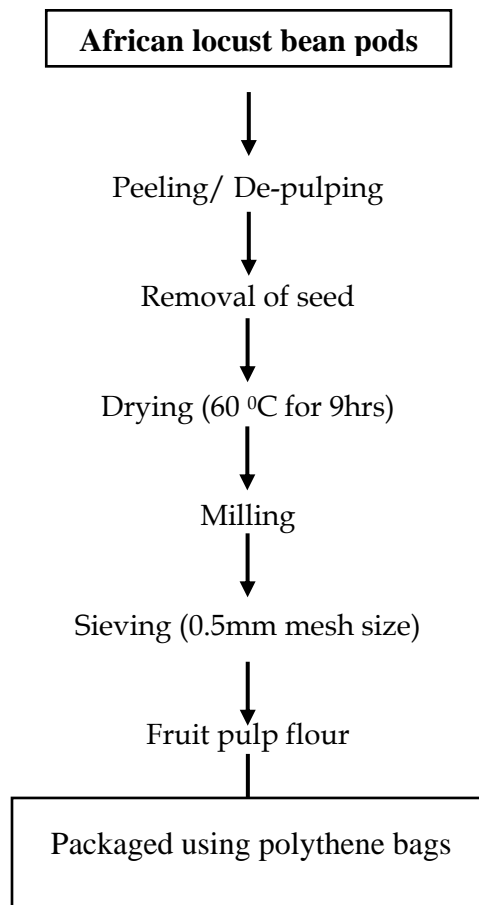 African locust bean pods
Peeling/ De-pulping
Removal of seed
Drying (60 ⁰C for 9hrs)
Milling
Sieving (0.5mm mesh size)
Fruit pulp flour
Packaged using polythene bags